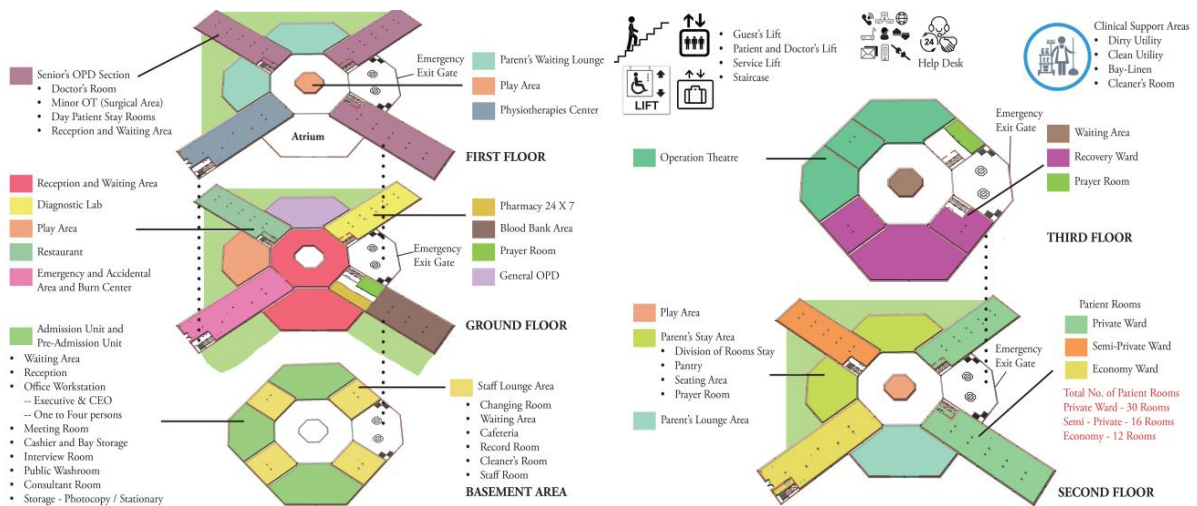 Senior's OPD Section
• Doctor's Room
• Minor OT (Surgical Area)
• Day Patient Stay Rooms
• Reception and Waiting Area
Emergency
Exit Gate
Parent's Waiting Lounge
Play Area
Physiotherapies Center
Atrium
FIRST FLOOR
Reception and Waiting Area
Diagnostic Lab
Play Area
Restaurant
Emergency and Accidental
Area and Burn Center
Pharmacy 24 X 7
Blood Bank Area
Prayer Room
General OPD
Emergency
Exit Gate
GROUND FLOOR
Admission Unit and
Pre-Admission Unit
• Waiting Area
• Reception
• Office Workstation
-- Executive & CEO
-- One to Four persons
• Meeting Room
• Cashier and Bay Storage
• Interview Room
• Public Washroom
• Consultant Room
• Storage - Photocopy / Stationary
Staff Lounge Area
• Changing Room
• Waiting Area
• Cafeteria
• Record Room
• Cleaner's Room
• Staff Room
BASEMENT AREA
LIFT
• Guest's Lift
• Patient and Doctor's Lift
• Service Lift
• Staircase
24
Help Desk
Clinical Support Areas
• Dirty Utility
• Clean Utility
• Bay-Linen
• Cleaner's Room
Operation Theatre
Emergency
Exit Gate
Waiting Area
Recovery Ward
Prayer Room
THIRD FLOOR
Play Area
Parent's Stay Area
• Division of Rooms Stay
• Pantry
• Seating Area
• Prayer Room
Parent's Lounge Area
Emergency
Exit Gate
Patient Rooms
Private Ward
Semi-Private Ward
Economy Ward
Total No. of Patient Rooms
Private Ward - 30 Rooms
Semi - Private - 16 Rooms
Economy - 12 Rooms
SECOND FLOOR